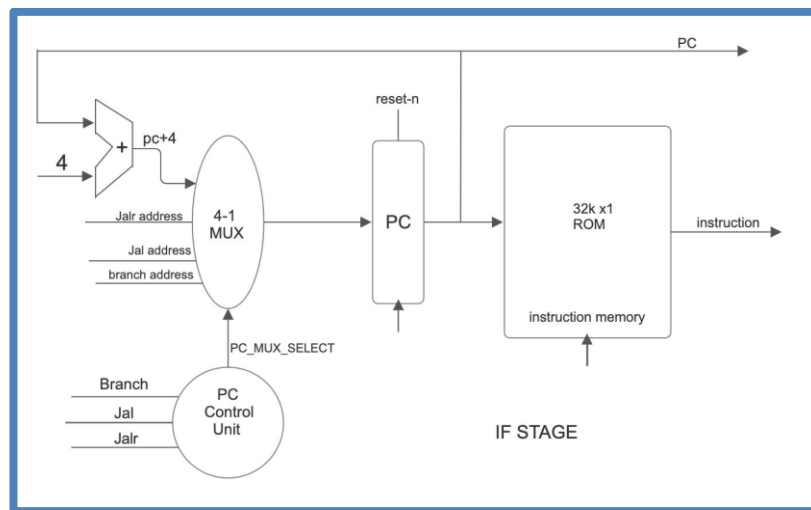 PC
reset-n
pc+4
+
4
4-1
MUX
Jalr address
Jal address
branch address
PC
32k x1
ROM
instruction
instruction memory
PC_MUX_SELECT
Branch
Jal
Jalr
PC
Control
Unit
IF STAGE